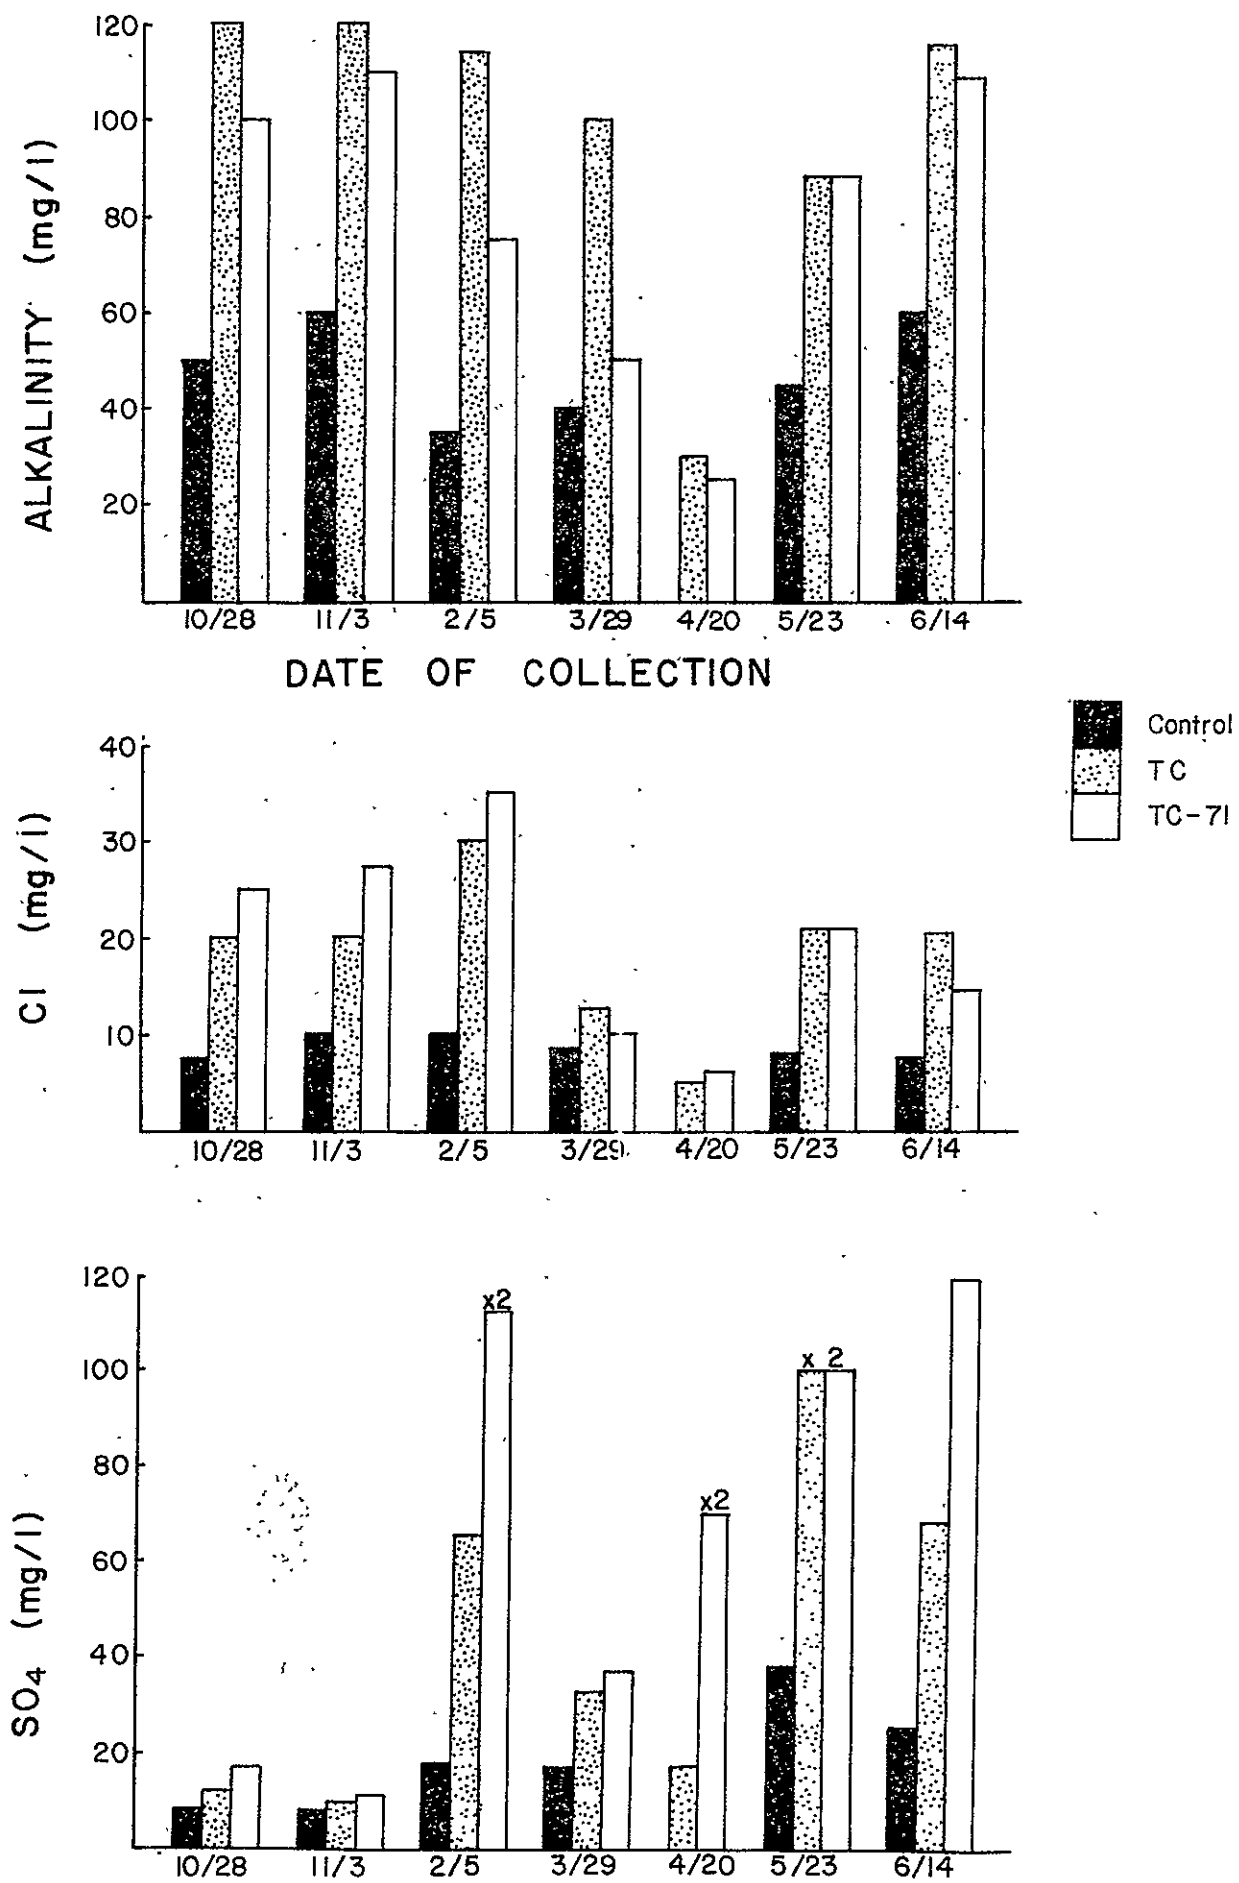 120
100
80
60
40
20
ALKALINITY (mg/l)
10/28 11/3 2/5 3/29 4/20 5/23 6/14
DATE OF COLLECTION
Control
TC
TC-71
40
30
20
10
Cl (mg/l)
10/28 11/3 2/5 3/29 4/20 5/23 6/14
120
100
80
60
40
20
SO4 (mg/l)
x2
x2
x 2
10/28 11/3 2/5 3/29 4/20 5/23 6/14